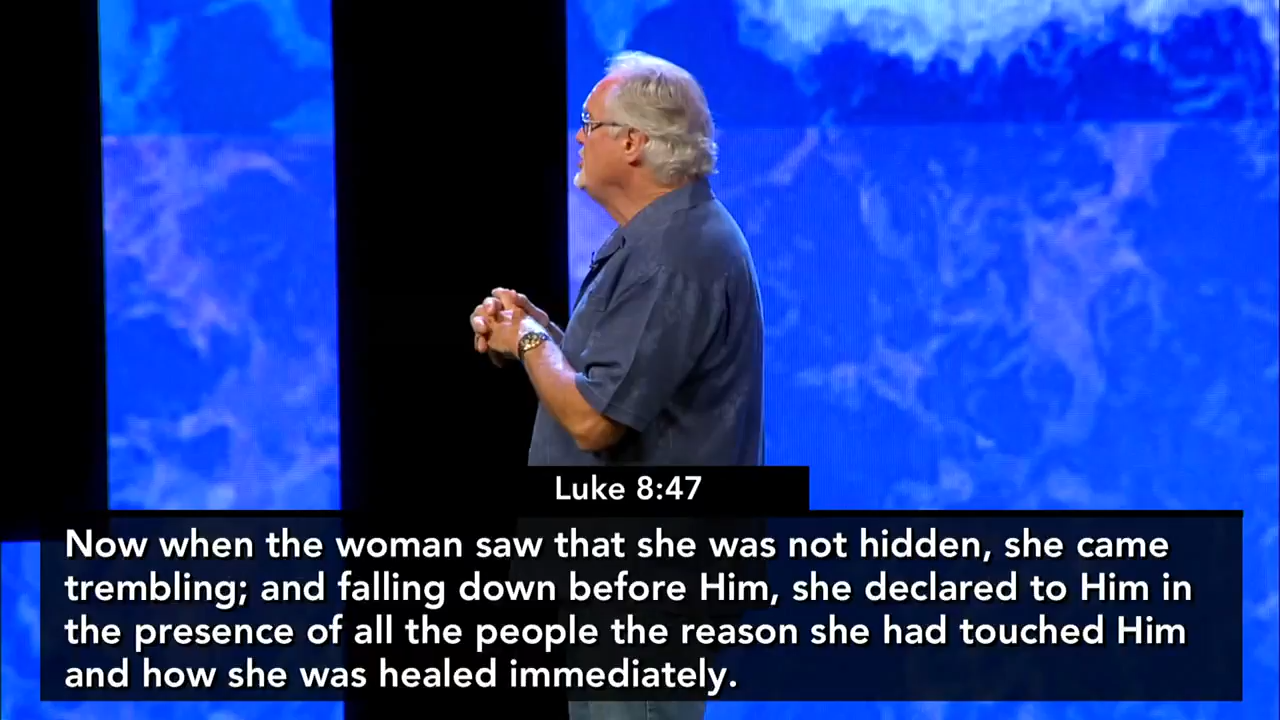 Luke 8:47
Now when the woman saw that she was not hidden, she came
trembling; and falling down before Him, she declared to Him in
the presence of all the people the reason she had touched Him
and how she was healed immediately.